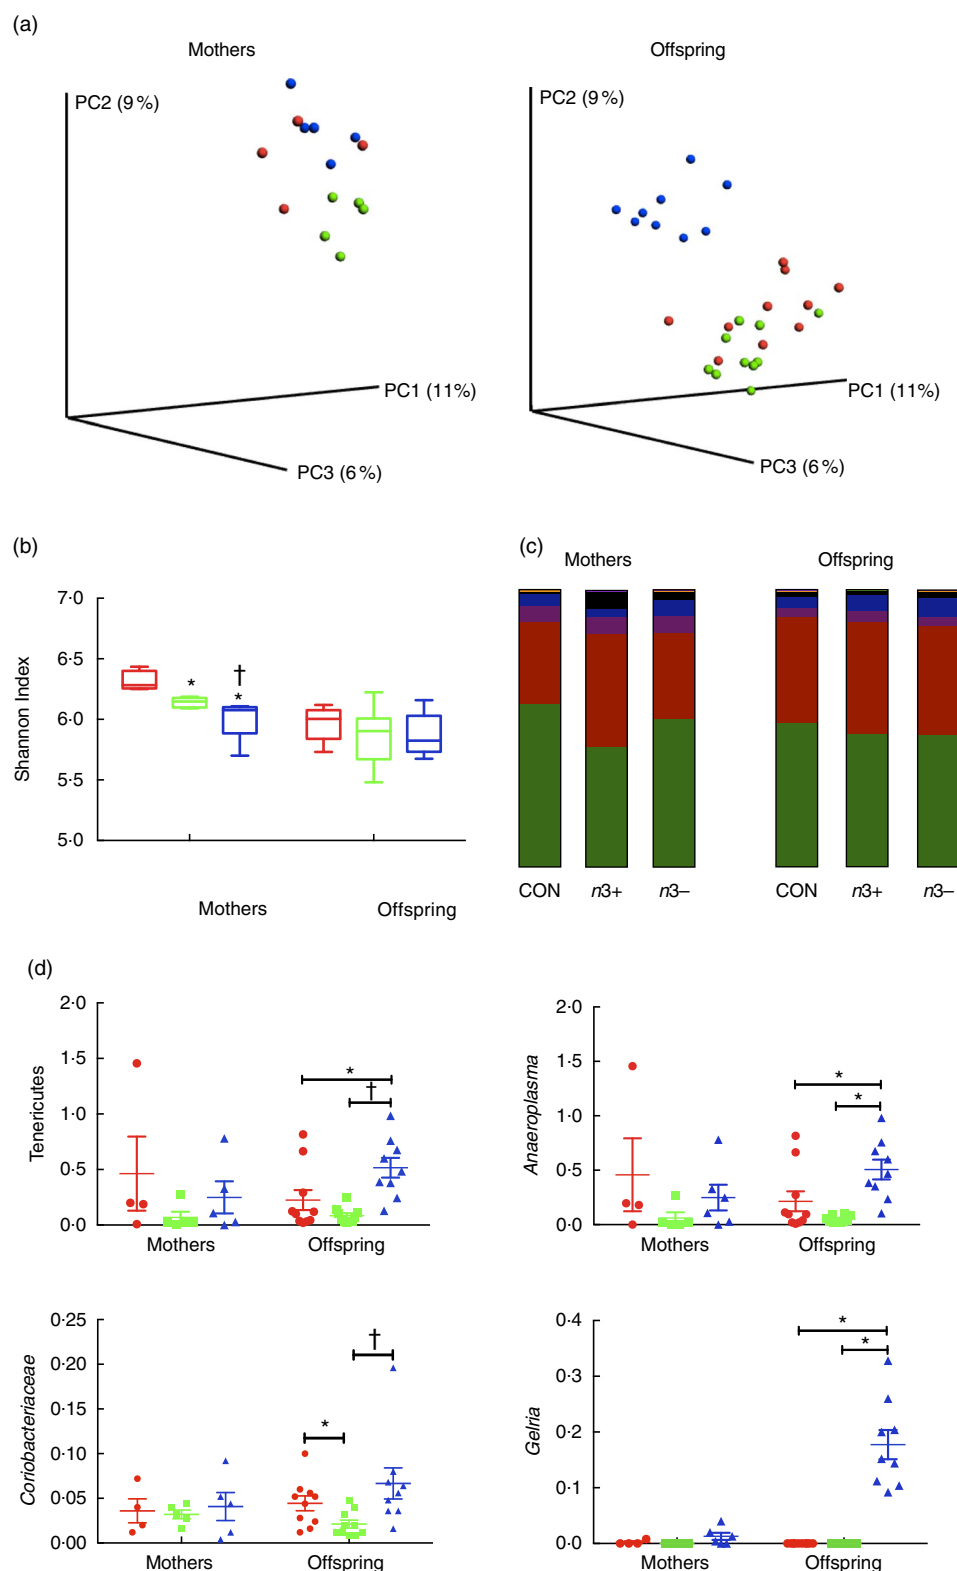 (a)
Mothers
Offspring
PC2 (9 %)
PC1 (11%)
PC3 (6 %)
PC2 (9 %)
PC1 (11%)
PC3 (6 %)
(b)
Shannon Index
7·0
6·5
6·0
5·5
5·0
*
†
*
Mothers
Offspring
(c)
Mothers
Offspring
CON
n3+
n3–
CON
n3+
n3–
(d)
Tenericutes
2·0
1·5
1·0
0·5
0·0
*
†
Mothers
Offspring
Anaeroplasma
2·0
1·5
1·0
0·5
0·0
*
*
Mothers
Offspring
Coriobacteriaceae
0·25
0·20
0·15
0·10
0·05
0·00
*
†
Mothers
Offspring
Gelria
0·4
0·3
0·2
0·1
0·0
*
*
Mothers
Offspring